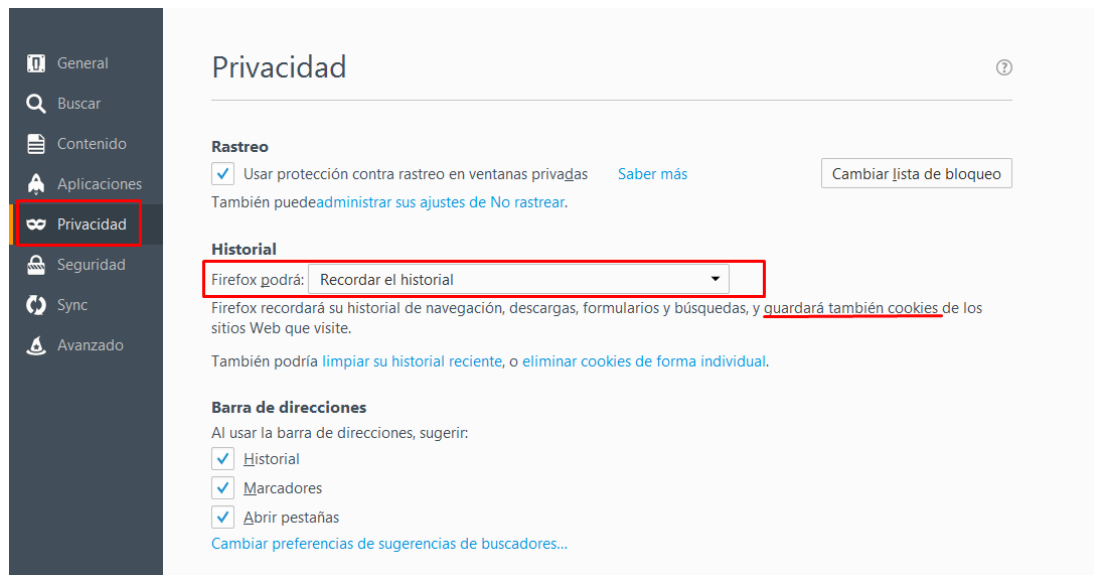 General
Buscar
Contenido
Aplicaciones
Privacidad
Seguridad
Sync
Avanzado
Privacidad
?
Rastreo
Usar protección contra rastreo en ventanas privadas Saber más Cambiar lista de bloqueo
También puedeadministrar sus ajustes de No rastrear.
Historial
Firefox podrá: Recordar el historial
Firefox recordará su historial de navegación, descargas, formularios y búsquedas, y guardará también cookies de los
sitios Web que visite.
También podría limpiar su historial reciente, o eliminar cookies de forma individual.
Barra de direcciones
Al usar la barra de direcciones, sugerir:
Historial
Marcadores
Abrir pestañas
Cambiar preferencias de sugerencias de buscadores...